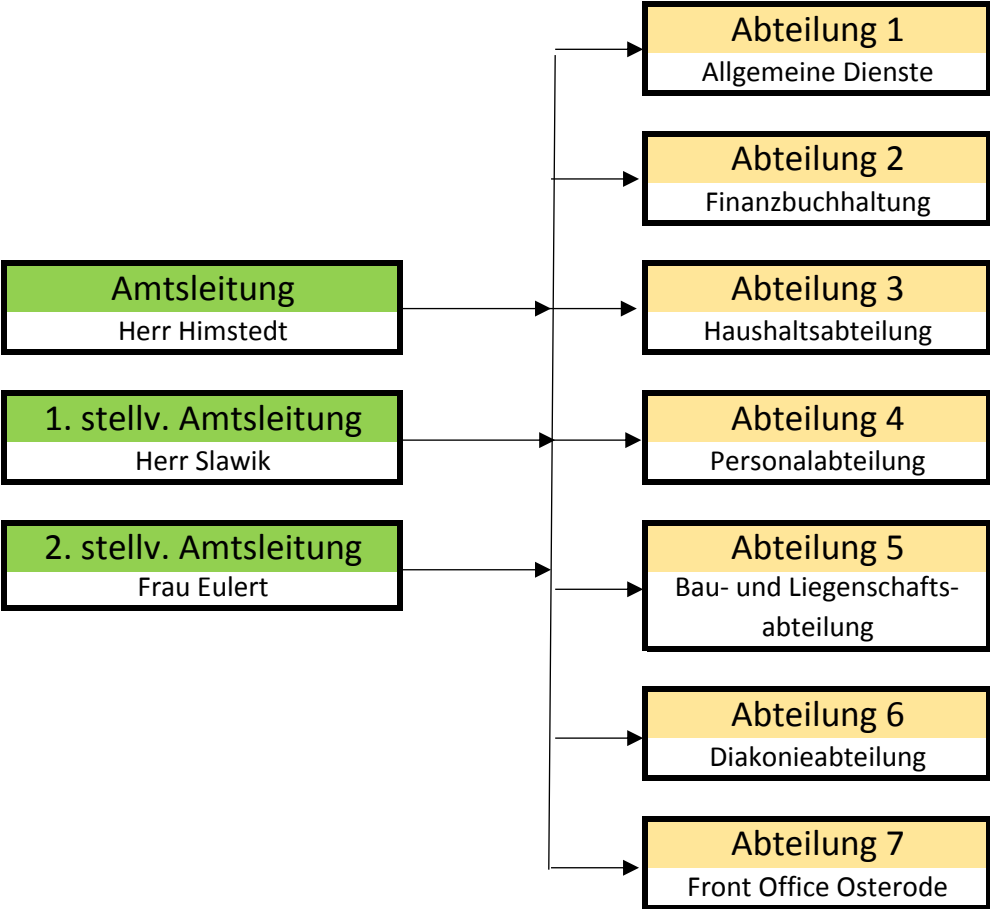 Amtsleitung
Herr Himstedt
1. stellv. Amtsleitung
Herr Slawik
2. stellv. Amtsleitung
Frau Eulert
Abteilung 1
Allgemeine Dienste
Abteilung 2
Finanzbuchhaltung
Abteilung 3
Haushaltsabteilung
Abteilung 4
Personalabteilung
Abteilung 5
Bau- und Liegenschafts-
abteilung
Abteilung 6
Diakonieabteilung
Abteilung 7
Front Office Osterode